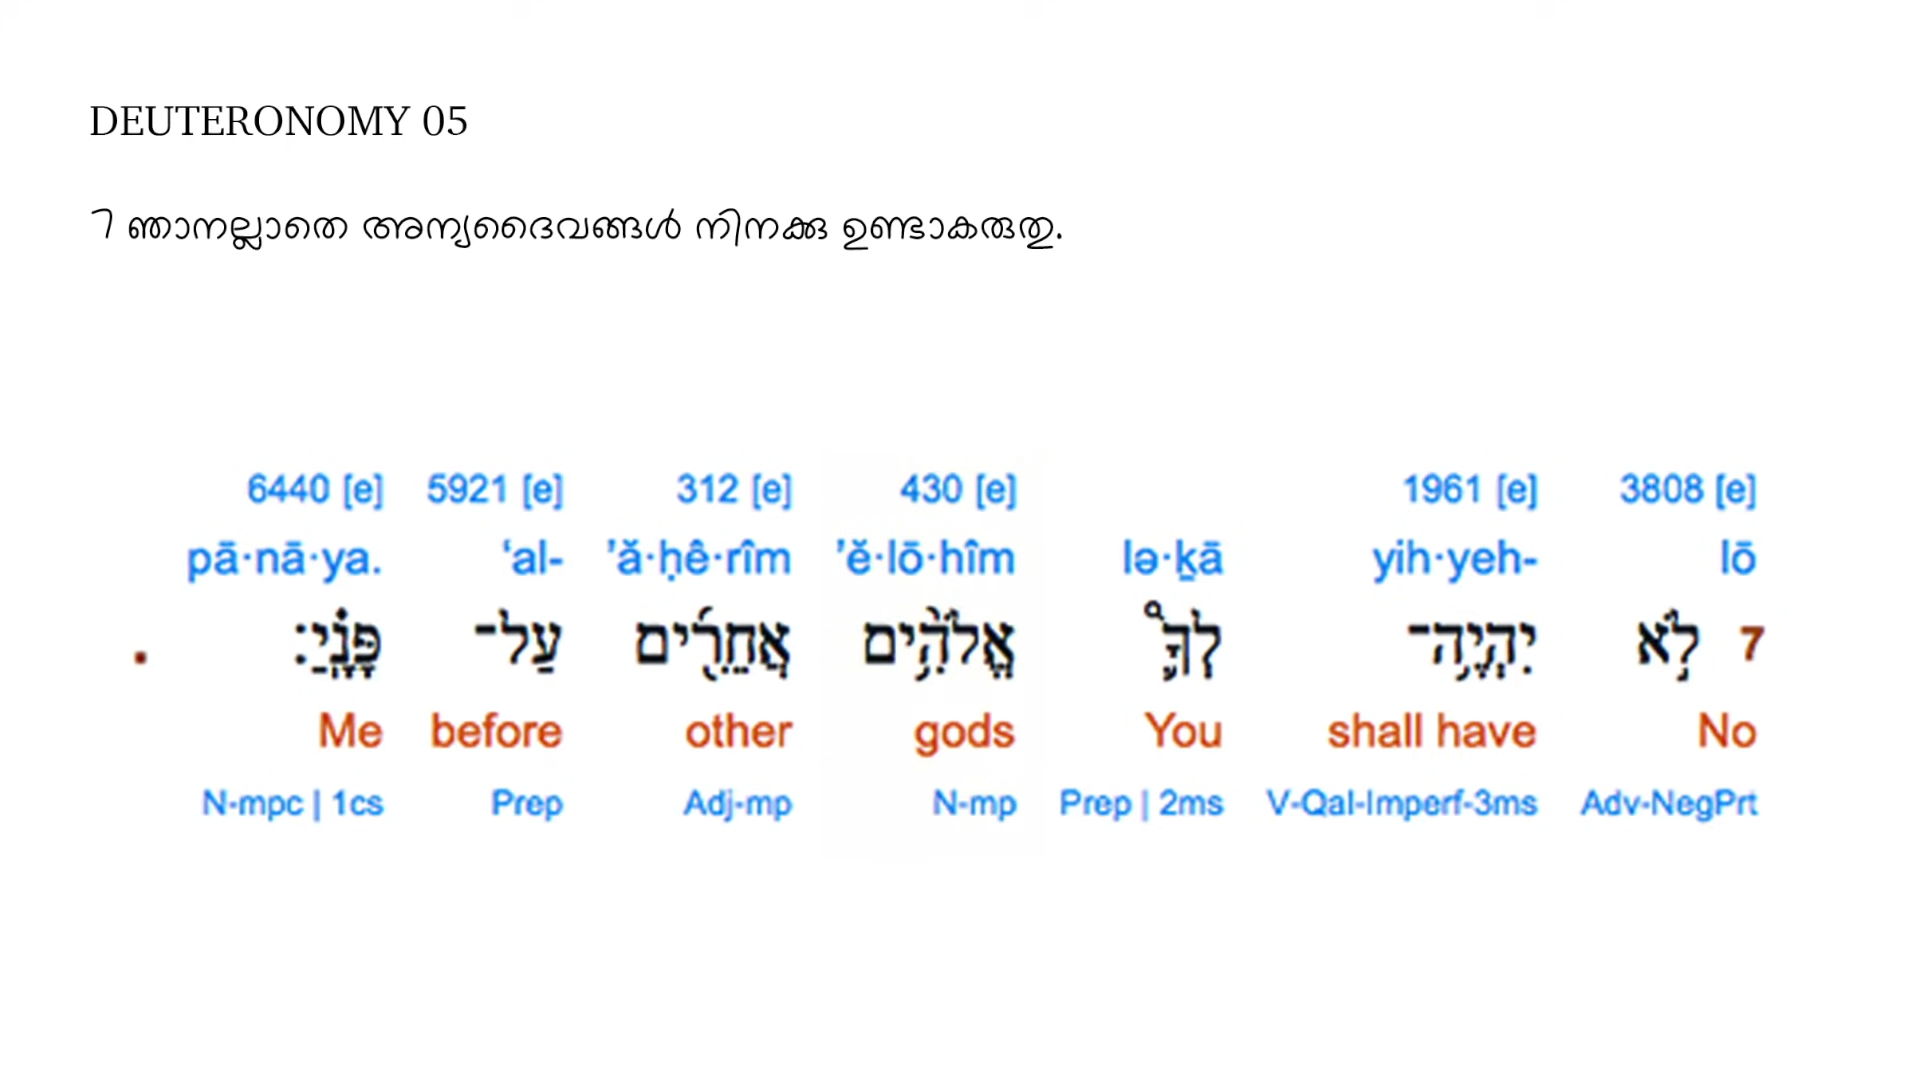 DEUTERONOMY 05
7 ഞാനല്ലാതെ അന്യദൈവങ്ങൾ നിനക്കു ഉണ്ടാകരുതു.
6440 [e] 5921 [e] 312 [e] 430 [e] 1961 [e] 3808 [e]
pā·nā·ya. ‘al- ’ă·ḥê·rîm ’ĕ·lō·hîm lə·ḵā yih·yeh- lō
7 לֹ֣א יִהְיֶ֥ה־ לְךָ֛֩ אֱלֹהִ֥֨ים אֲחֵרִ֖֜ים עַל־ פָּנָֽ֗יַ׃ .
Me before other gods You shall have No
N-mpc | 1cs Prep Adj-mp N-mp Prep | 2ms V-Qal-Imperf-3ms Adv-NegPrt